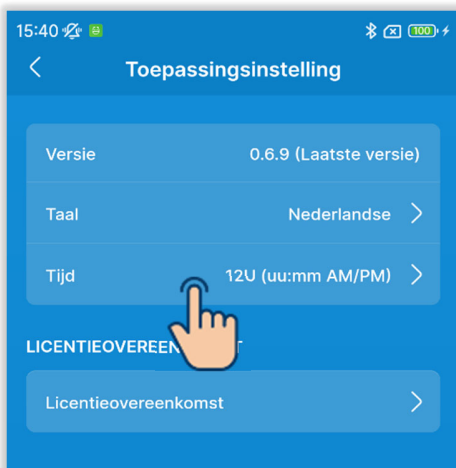 15:40 100
Toepassingsinstelling
Versie 0.6.9 (Laatste versie)
Taal Nederlandse
Tijd 12U (uu:mm AM/PM)
Licentieovereenkomst